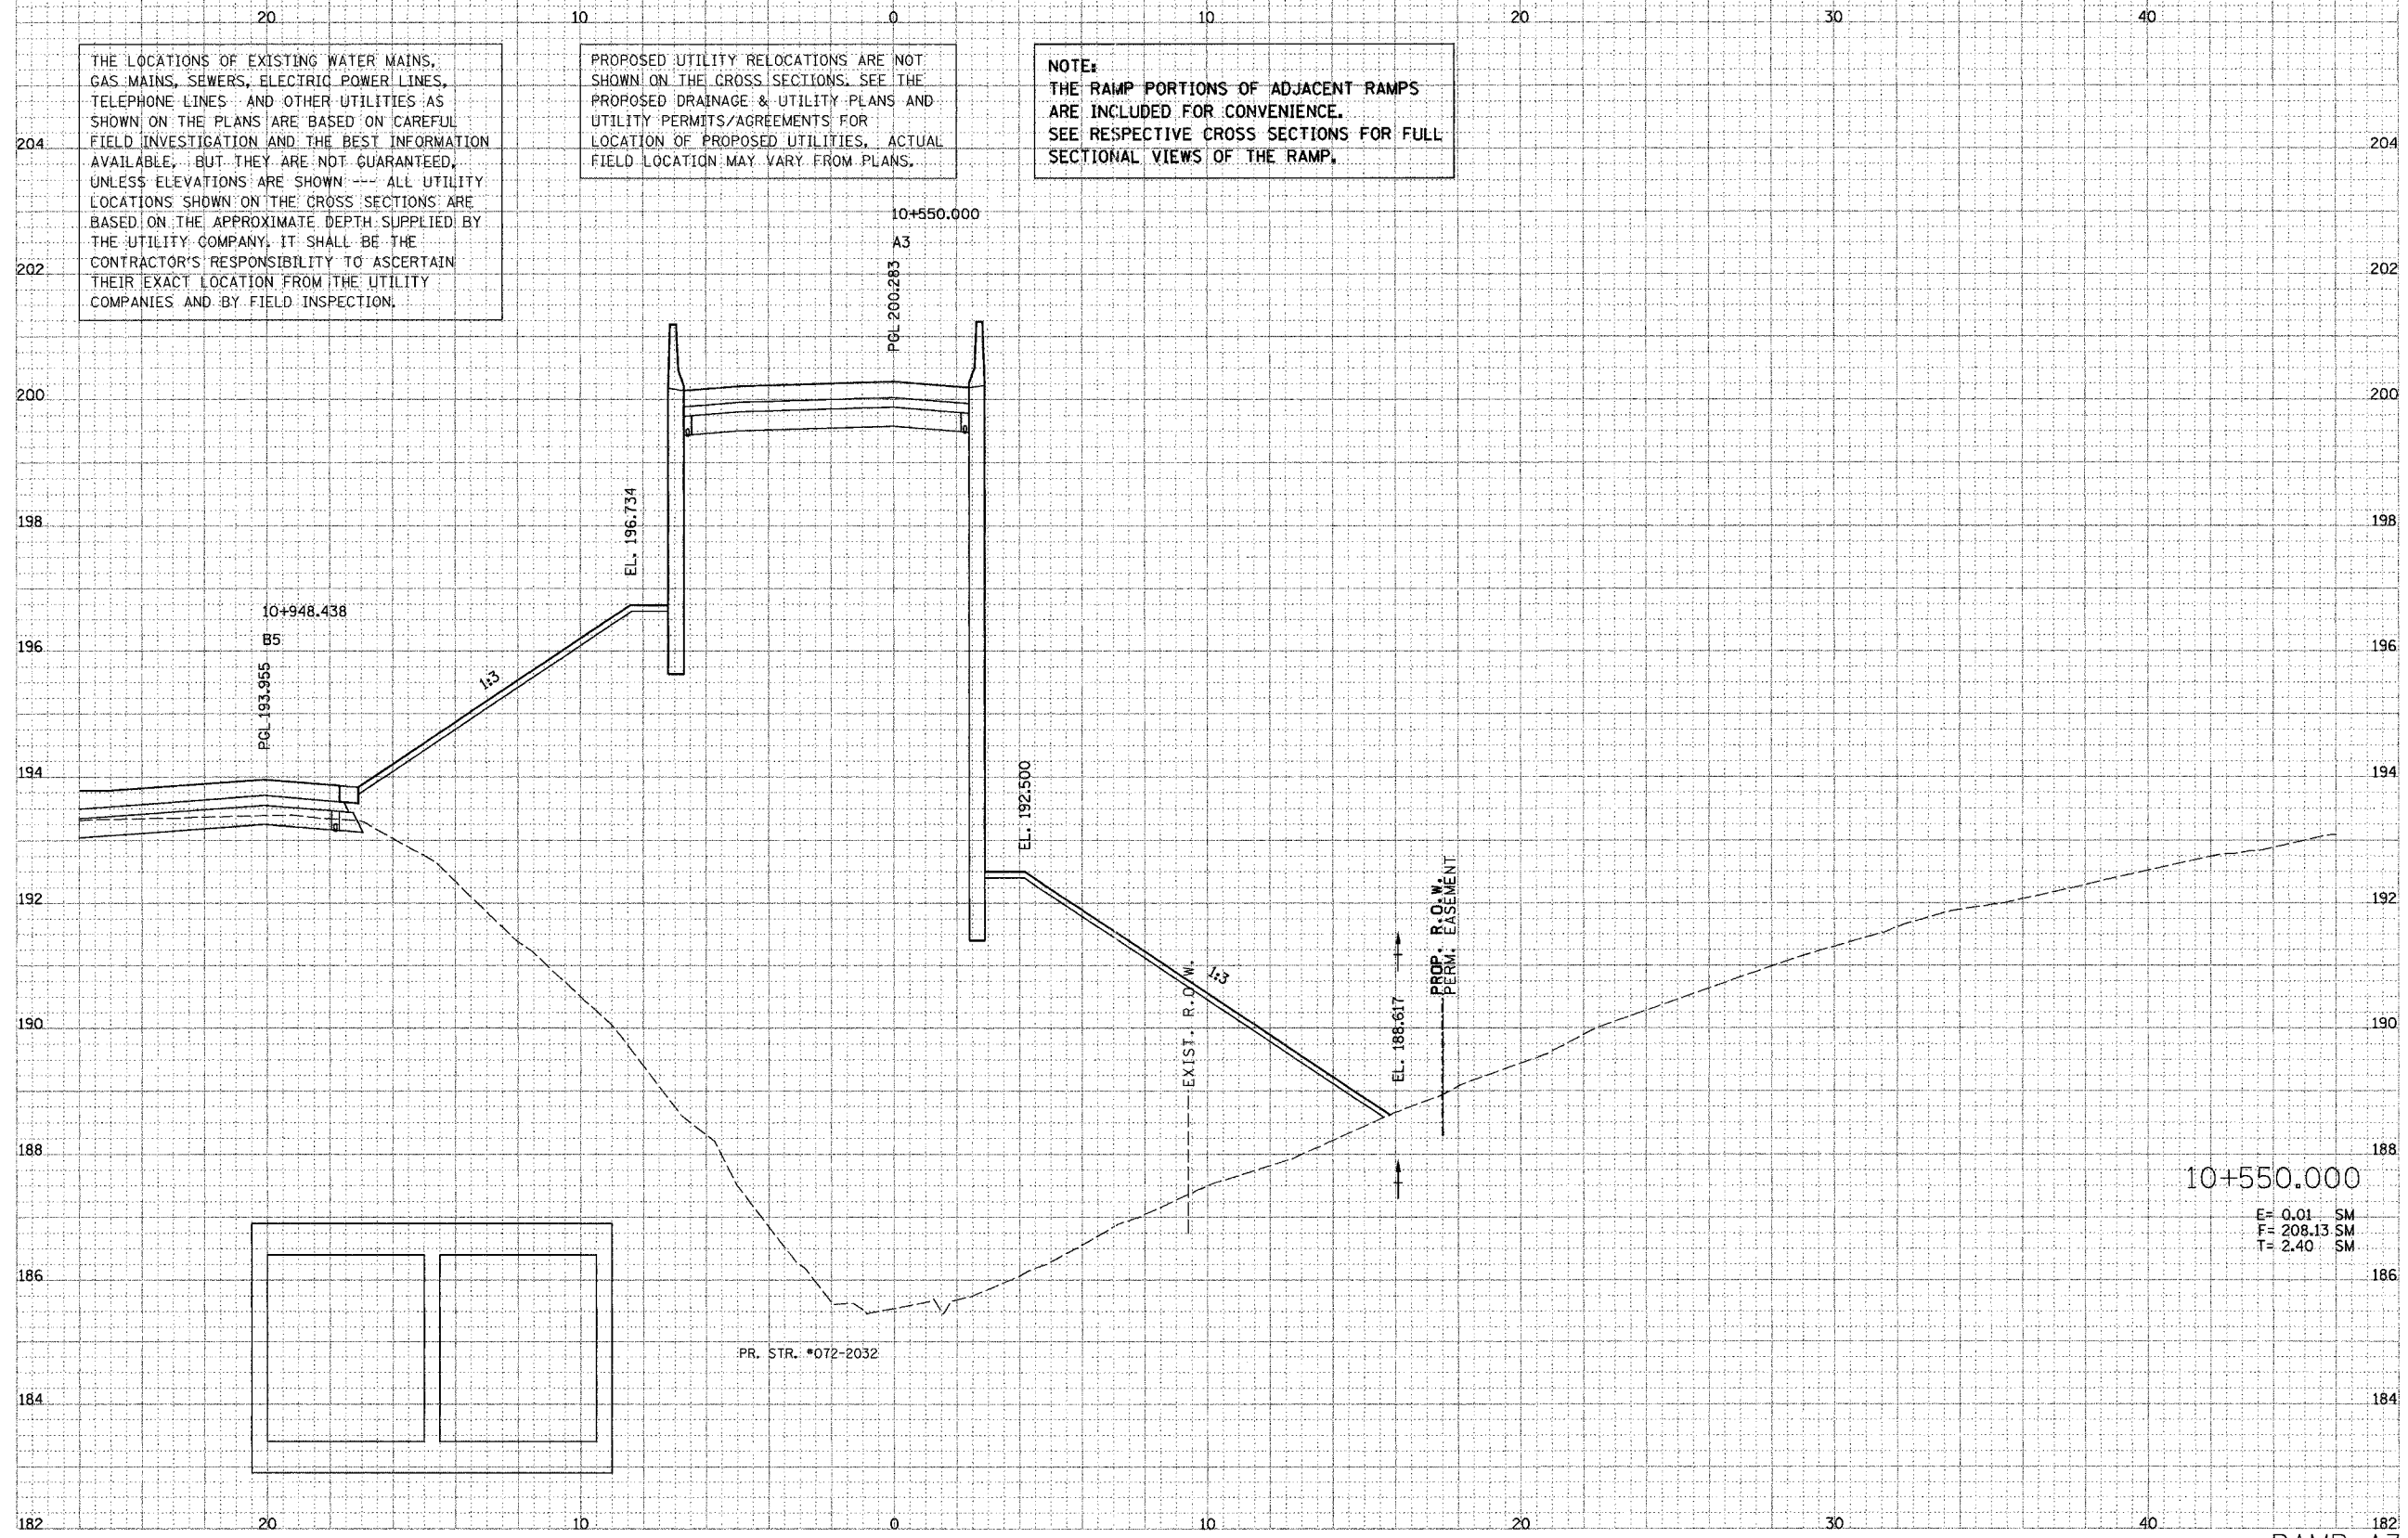 20 10 0 10 20 30 40
THE LOCATIONS OF EXISTING WATER MAINS,
GAS MAINS, SEWERS, ELECTRIC POWER LINES,
TELEPHONE LINES AND OTHER UTILITIES AS
SHOWN ON THE PLANS ARE BASED ON CAREFUL
FIELD INVESTIGATION AND THE BEST INFORMATION
AVAILABLE, BUT THEY ARE NOT GUARANTEED.
UNLESS ELEVATIONS ARE SHOWN --- ALL UTILITY
LOCATIONS SHOWN ON THE CROSS SECTIONS ARE
BASED ON THE APPROXIMATE DEPTH SUPPLIED BY
THE UTILITY COMPANY. IT SHALL BE THE
CONTRACTOR'S RESPONSIBILITY TO ASCERTAIN
THEIR EXACT LOCATION FROM THE UTILITY
COMPANIES AND BY FIELD INSPECTION.
PROPOSED UTILITY RELOCATIONS ARE NOT
SHOWN ON THE CROSS SECTIONS. SEE THE
PROPOSED DRAINAGE & UTILITY PLANS AND
UTILITY PERMITS/AGREEMENTS FOR
LOCATION OF PROPOSED UTILITIES. ACTUAL
FIELD LOCATION MAY VARY FROM PLANS.
NOTE:
THE RAMP PORTIONS OF ADJACENT RAMPS
ARE INCLUDED FOR CONVENIENCE.
SEE RESPECTIVE CROSS SECTIONS FOR FULL
SECTIONAL VIEWS OF THE RAMP.
204 204
10+550.000
A3
PGL 200.283
202 202
200 200
198 198
EL. 196.734
10+948.438
B5
PGL 193.955
196 196
1:3
194 194
EL. 192.500
192 192
PROP. R.O.W.
PERM. EASEMENT
1:3
EXIST. R.O.W.
EL. 188.617
190 190
188 188
10+550.000
E= 0.01 SM
F= 208.13 SM
T= 2.40 SM
186 186
PR. STR. #072-2032
184 184
182 20 10 0 10 20 30 40 182